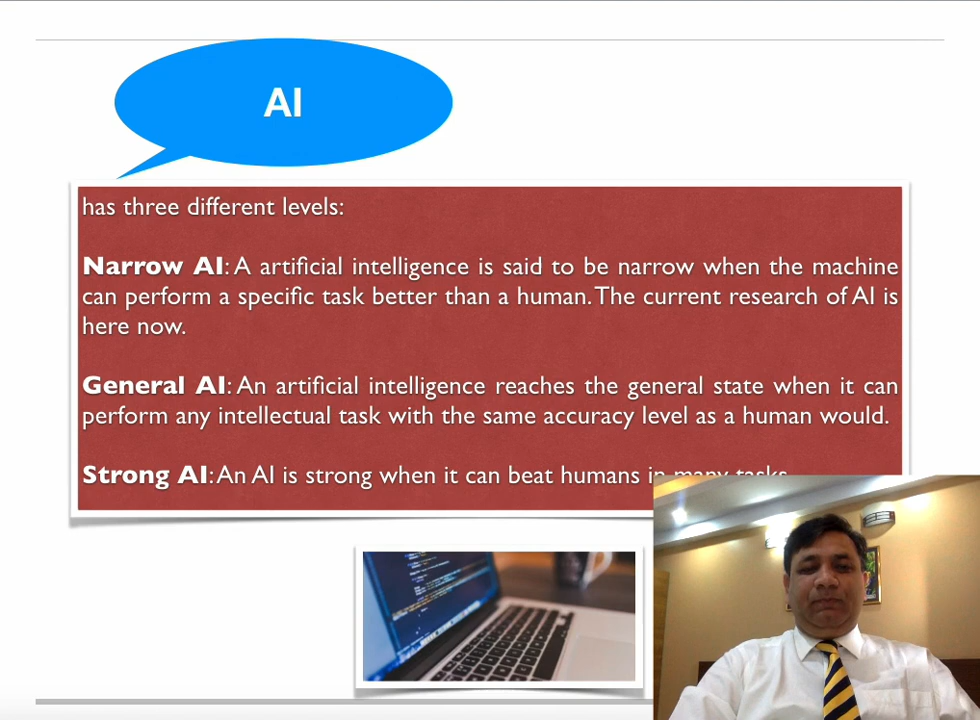 AI
has three different levels:
Narrow AI: A artificial intelligence is said to be narrow when the machine
can perform a specific task better than a human. The current research of AI is
here now.
General AI: An artificial intelligence reaches the general state when it can
perform any intellectual task with the same accuracy level as a human would.
Strong AI: An AI is strong when it can beat humans in many tasks